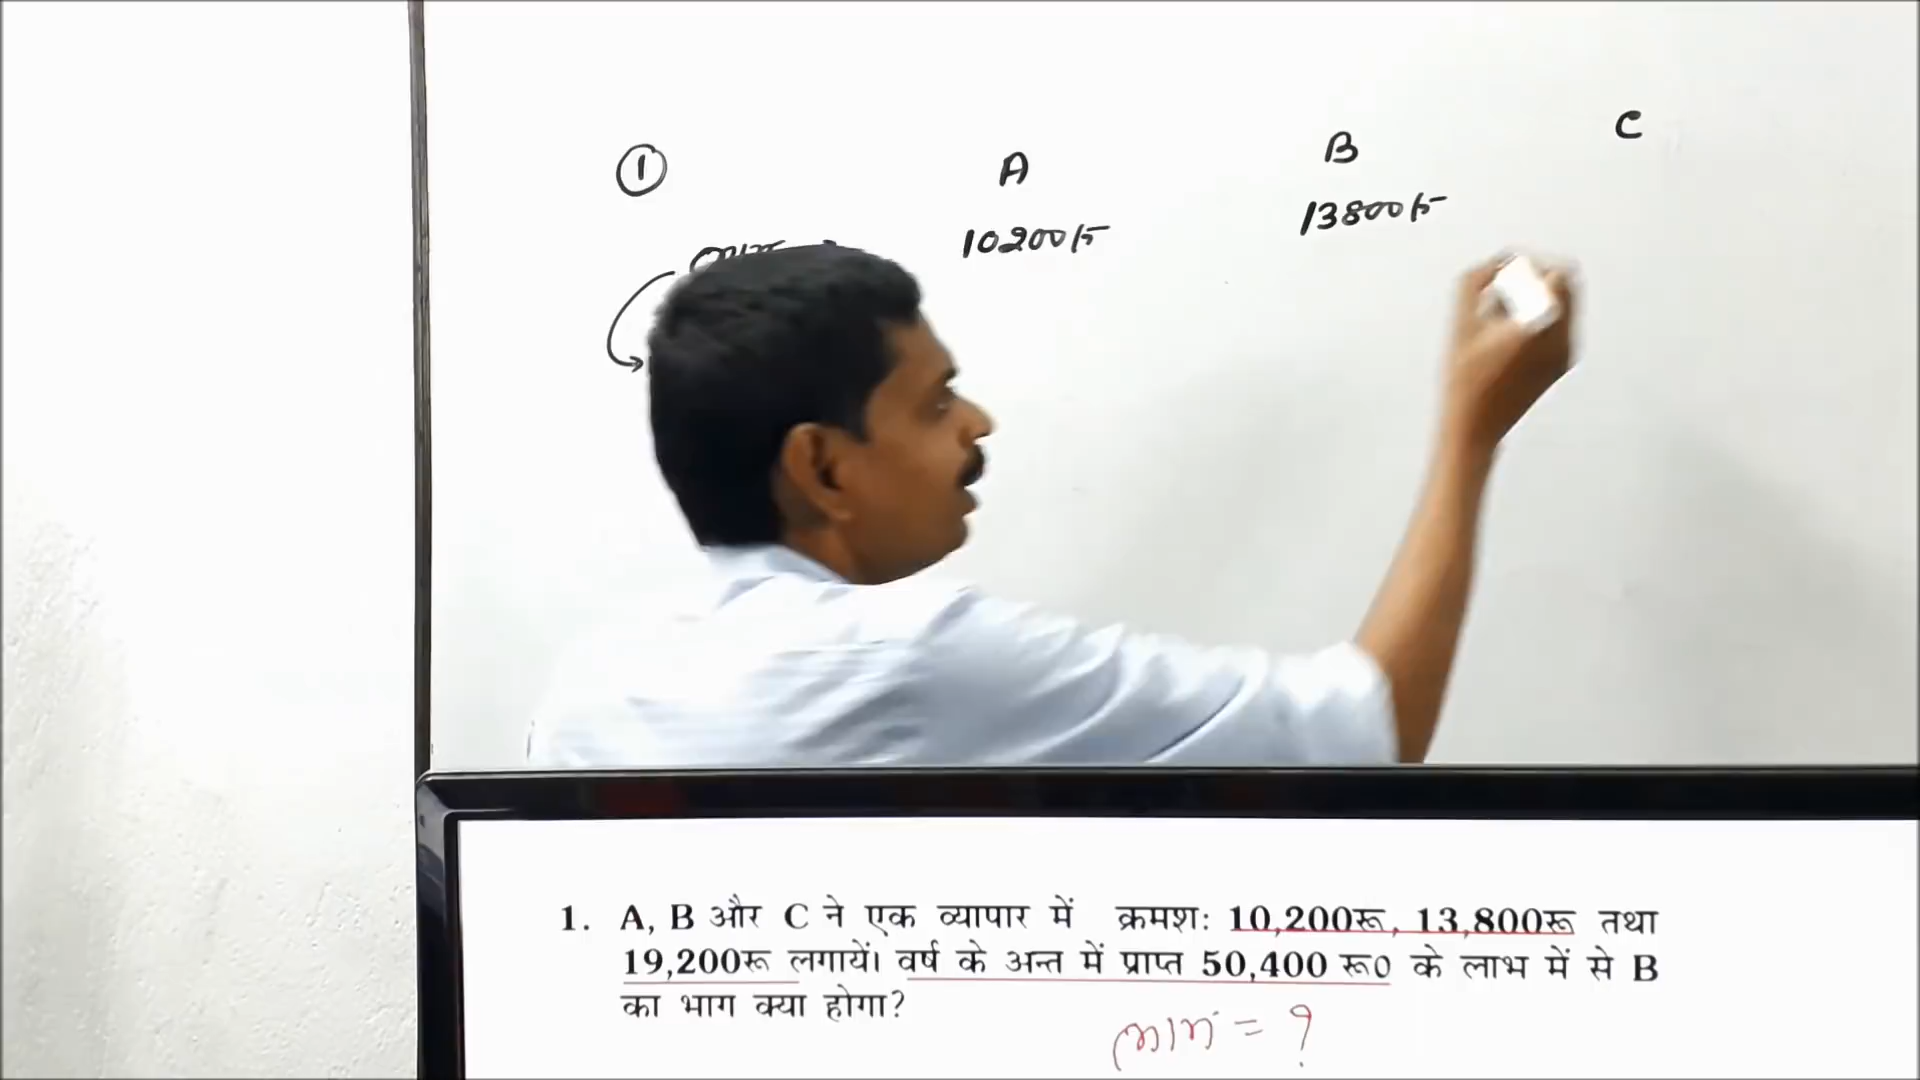 ① A B C
10200/- 13800/-
1. A, B और C ने एक व्यापार में क्रमशः 10,200रू, 13,800रू तथा
19,200रू लगायें। वर्ष के अन्त में प्राप्त 50,400 रू0 के लाभ में से B
का भाग क्या होगा?
= ?